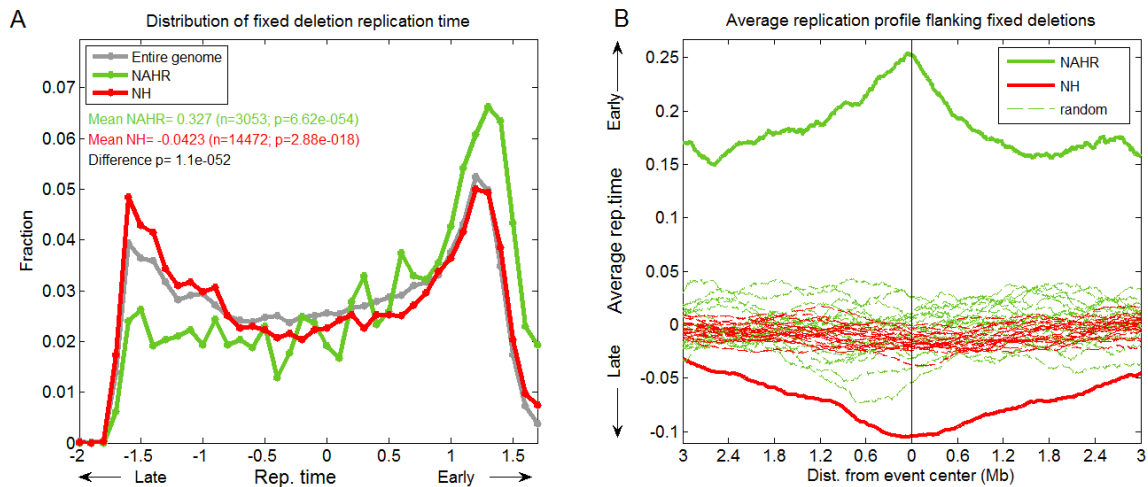 A
Distribution of fixed deletion replication time
Entire genome
NAHR
NH
Mean NAHR= 0.327 (n=3053; p=6.62e-054)
Mean NH= -0.0423 (n=14472; p=2.88e-018)
Difference p= 1.1e-052
Fraction
0.07
0.06
0.05
0.04
0.03
0.02
0.01
0
-2 -1.5 -1 -0.5 0 0.5 1 1.5
Late Rep. time Early
B
Average replication profile flanking fixed deletions
NAHR
NH
random
Early
Average rep.time
Late
0.25
0.2
0.15
0.1
0.05
0
-0.05
-0.1
3 2.4 1.8 1.2 0.6 0 0.6 1.2 1.8 2.4 3
Dist. from event center (Mb)